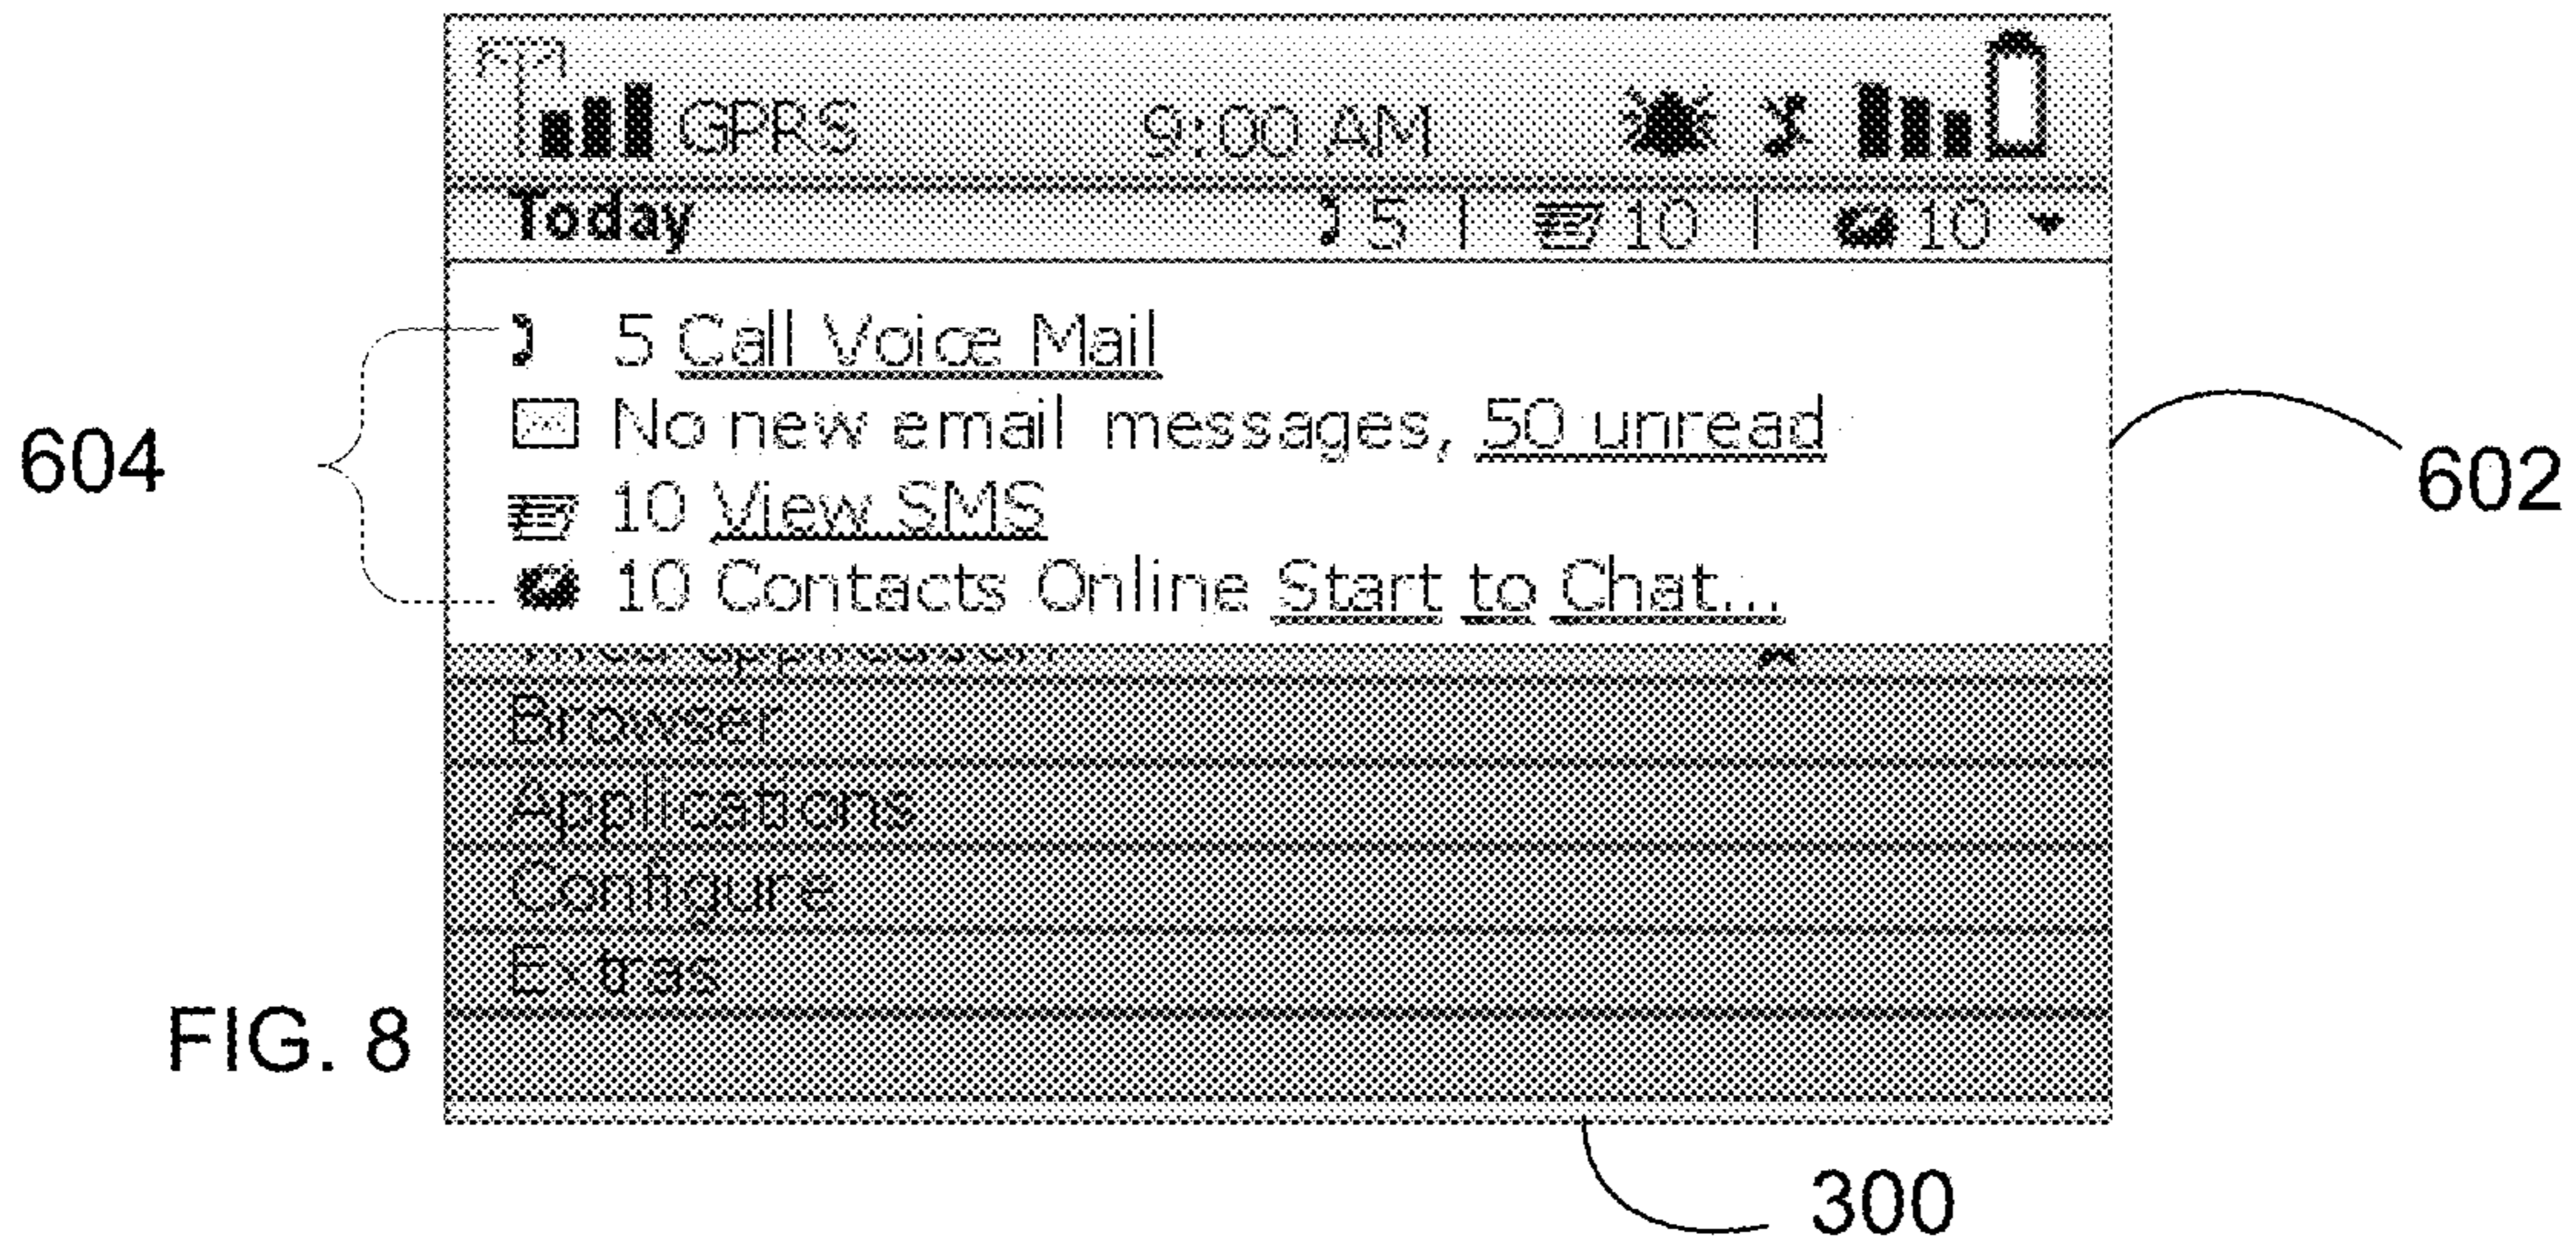 GPRS 9:00 AM
Today 5 | 10 | 10
5 Call Voice Mail
No new email messages, 50 unread
10 View SMS
10 Contacts Online Start to Chat...
Browser
Applications
Configure
Extras
604
602
FIG. 8
300